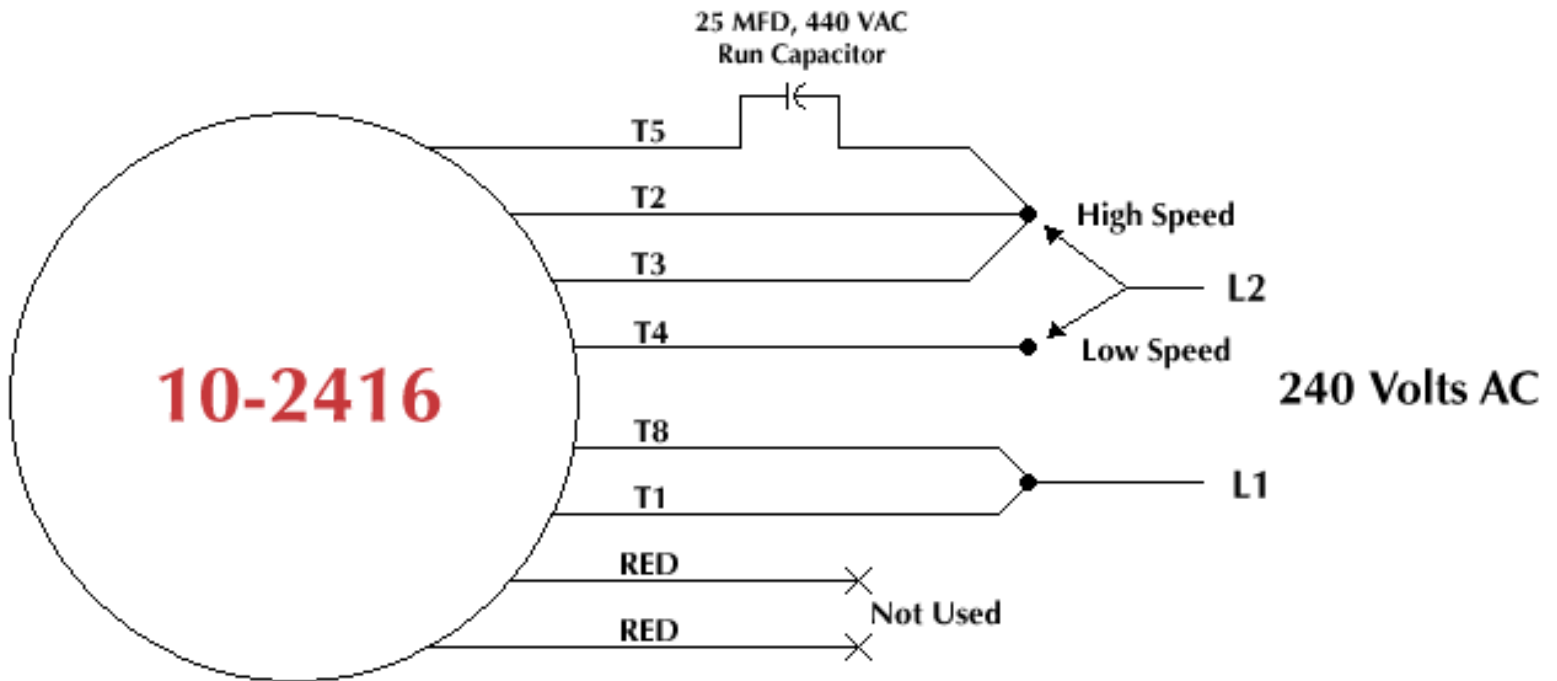 25 MFD, 440 VAC
Run Capacitor
T5
T2
High Speed
T3
L2
T4
Low Speed
10-2416
240 Volts AC
T8
L1
T1
RED
Not Used
RED